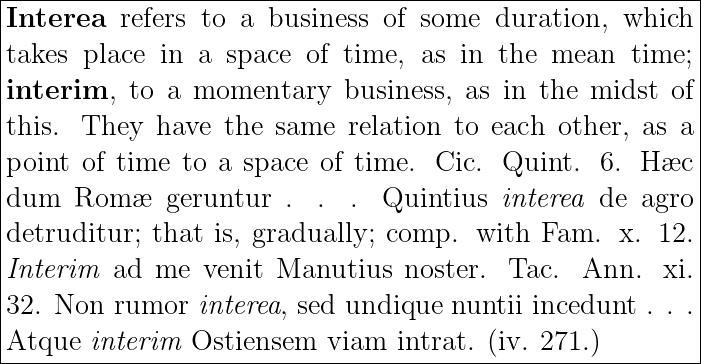 Interea refers to a business of some duration, which
takes place in a space of time, as in the mean time;
interim, to a momentary business, as in the midst of
this. They have the same relation to each other, as a
point of time to a space of time. Cic. Quint. 6. Hæc
dum Romæ geruntur . . . Quintius interea de agro
detruditur; that is, gradually; comp. with Fam. x. 12.
Interim ad me venit Manutius noster. Tac. Ann. xi.
32. Non rumor interea, sed undique nuntii incedunt . . .
Atque interim Ostiensem viam intrat. (iv. 271.)